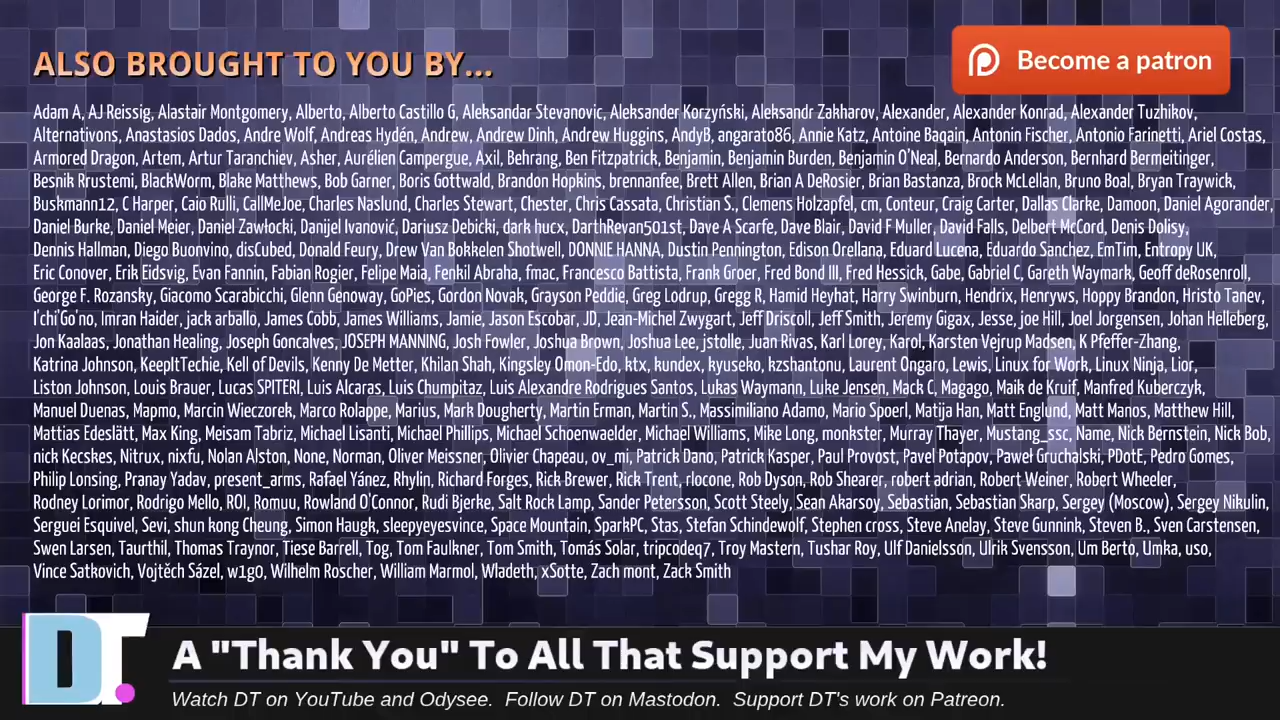 ALSO BROUGHT TO YOU BY...
Become a patron
Adam A, AJ Reissig, Alastair Montgomery, Alberto, Alberto Castillo G, Aleksandar Stevanovic, Aleksander Korzyński, Aleksandr Zakharov, Alexander, Alexander Konrad, Alexander Tuzhikov,
Alternativons, Anastasios Dados, Andre Wolf, Andreas Hydén, Andrew, Andrew Dinh, Andrew Huggins, AndyB, angarato86, Annie Katz, Antoine Baqain, Antonin Fischer, Antonio Farinetti, Ariel Costas,
Armored Dragon, Artem, Artur Taranchiev, Asher, Aurélien Campergue, Axil, Behrang, Ben Fitzpatrick, Benjamin, Benjamin Burden, Benjamin O'Neal, Bernardo Anderson, Bernhard Bermeitinger,
Besnik Rrustemi, BlackWorm, Blake Matthews, Bob Garner, Boris Gottwald, Brandon Hopkins, brennanfee, Brett Allen, Brian A DeRosier, Brian Bastanza, Brock McLellan, Bruno Boal, Bryan Traywick,
Buskmann12, C Harper, Caio Rulli, CallMeJoe, Charles Naslund, Charles Stewart, Chester, Chris Cassata, Christian S., Clemens Holzapfel, cm, Conteur, Craig Carter, Dallas Clarke, Damoon, Daniel Agorander,
Daniel Burke, Daniel Meier, Daniel Zawłocki, Danijel Ivanović, Dariusz Debicki, dark hucx, DarthRevan501st, Dave A Scarfe, Dave Blair, David F Muller, David Falls, Delbert McCord, Denis Dolisy,
Dennis Hallman, Diego Buonvino, disCubed, Donald Feury, Drew Van Bokkelen Shotwell, DONNIE HANNA, Dustin Pennington, Edison Orellana, Eduard Lucena, Eduardo Sanchez, EmTim, Entropy UK,
Eric Conover, Erik Eidsvig, Evan Fannin, Fabian Rogier, Felipe Maia, Fenkil Abraha, fmac, Francesco Battista, Frank Groer, Fred Bond III, Fred Hessick, Gabe, Gabriel C, Gareth Waymark, Geoff deRosenroll,
George F. Rozansky, Giacomo Scarabicchi, Glenn Genoway, GoPies, Gordon Novak, Grayson Peddie, Greg Lodrup, Gregg R, Hamid Heyhat, Harry Swinburn, Hendrix, Henryws, Hoppy Brandon, Hristo Tanev,
I'chi'Go'no, Imran Haider, jack arballo, James Cobb, James Williams, Jamie, Jason Escobar, JD, Jean-Michel Zwygart, Jeff Driscoll, Jeff Smith, Jeremy Gigax, Jesse, joe Hill, Joel Jorgensen, Johan Helleberg,
Jon Kaalaas, Jonathan Healing, Joseph Goncalves, JOSEPH MANNING, Josh Fowler, Joshua Brown, Joshua Lee, jstolle, Juan Rivas, Karl Lorey, Karol, Karsten Vejrup Madsen, K Pfeffer-Zhang,
Katrina Johnson, KeepItTechie, Kell of Devils, Kenny De Metter, Khilan Shah, Kingsley Omon-Edo, ktx, kundex, kyuseko, kzshantonu, Laurent Ongaro, Lewis, Linux for Work, Linux Ninja, Lior,
Liston Johnson, Louis Brauer, Lucas SPITERI, Luis Alcaras, Luis Chumpitaz, Luis Alexandre Rodrigues Santos, Lukas Waymann, Luke Jensen, Mack C, Magago, Maik de Kruif, Manfred Kuberczyk,
Manuel Duenas, Mapmo, Marcin Wieczorek, Marco Rolappe, Marius, Mark Dougherty, Martin Erman, Martin S., Massimiliano Adamo, Mario Spoerl, Matija Han, Matt Englund, Matt Manos, Matthew Hill,
Mattias Edeslätt, Max King, Meisam Tabriz, Michael Lisanti, Michael Phillips, Michael Schoenwaelder, Michael Williams, Mike Long, monkster, Murray Thayer, Mustang_ssc, Name, Nick Bernstein, Nick Bob,
nick Kecskes, Nitrux, nixfu, Nolan Alston, None, Norman, Oliver Meissner, Olivier Chapeau, ov_mi, Patrick Dano, Patrick Kasper, Paul Provost, Pavel Potapov, Paweł Gruchalski, PDotE, Pedro Gomes,
Philip Lonsing, Pranay Yadav, present_arms, Rafael Yánez, Rhylin, Richard Forges, Rick Brewer, Rick Trent, rlocone, Rob Dyson, Rob Shearer, robert adrian, Robert Weiner, Robert Wheeler,
Rodney Lorimor, Rodrigo Mello, ROI, Romuu, Rowland O'Connor, Rudi Bjerke, Salt Rock Lamp, Sander Petersson, Scott Steely, Sean Akarsoy, Sebastian, Sebastian Skarp, Sergey (Moscow), Sergey Nikulin,
Serguei Esquivel, Sevi, shun kong Cheung, Simon Haugk, sleepyeyesvince, Space Mountain, SparkPC, Stas, Stefan Schindewolf, Stephen cross, Steve Anelay, Steve Gunnink, Steven B., Sven Carstensen,
Swen Larsen, Taurthil, Thomas Traynor, Tiese Barrell, Tog, Tom Faulkner, Tom Smith, Tomás Solar, tripcodeq7, Troy Mastern, Tushar Roy, Ulf Danielsson, Ulrik Svensson, Um Berto, Umka, uso,
Vince Satkovich, Vojtěch Sázel, w1g0, Wilhelm Roscher, William Marmol, Wladeth, xSotte, Zach mont, Zack Smith
DT
A "Thank You" To All That Support My Work!
Watch DT on YouTube and Odysee. Follow DT on Mastodon. Support DT's work on Patreon.